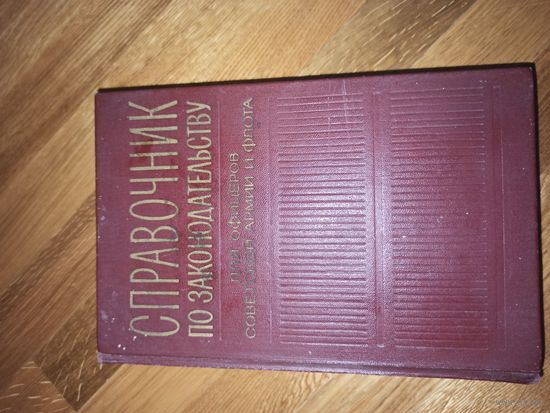 СПРАВОЧНИК
ПО ЗАКОНОДАТЕЛЬСТВУ
ДЛЯ ОФИЦЕРОВ
СОВЕТСКОЙ АРМИИ И ФЛОТА